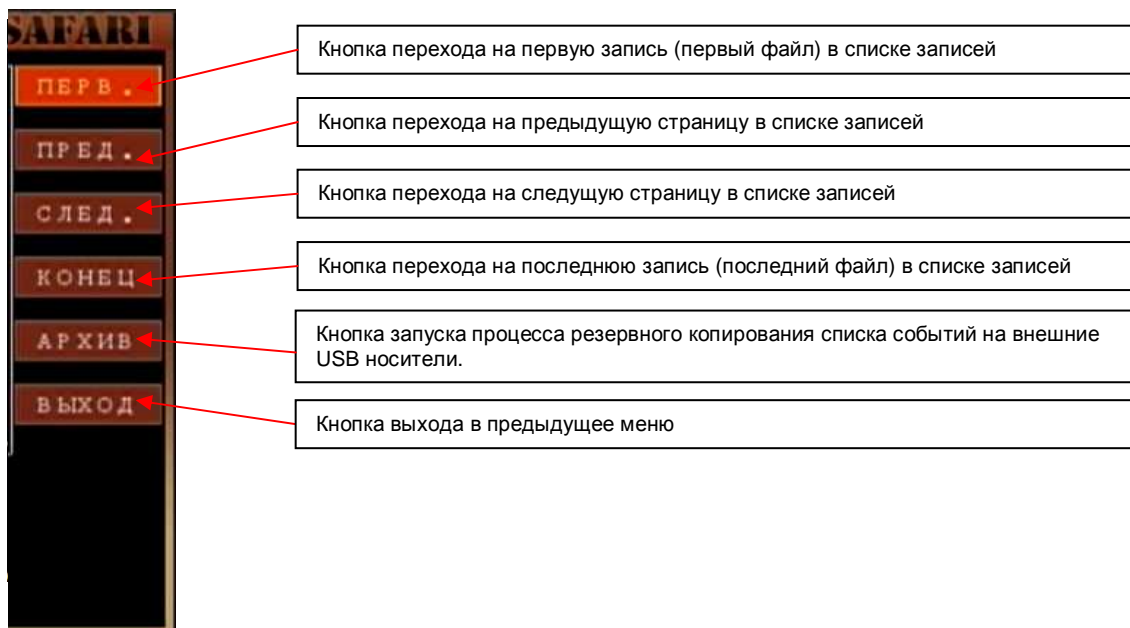 SAFARI
ПЕРВ.
Кнопка перехода на первую запись (первый файл) в списке записей
ПРЕД.
Кнопка перехода на предыдущую страницу в списке записей
СЛЕД.
Кнопка перехода на следущую страницу в списке записей
КОНЕЦ
Кнопка перехода на последнюю запись (последний файл) в списке записей
АРХИВ
Кнопка запуска процесса резервного копирования списка событий на внешние
USB носители.
ВЫХОД
Кнопка выхода в предыдущее меню